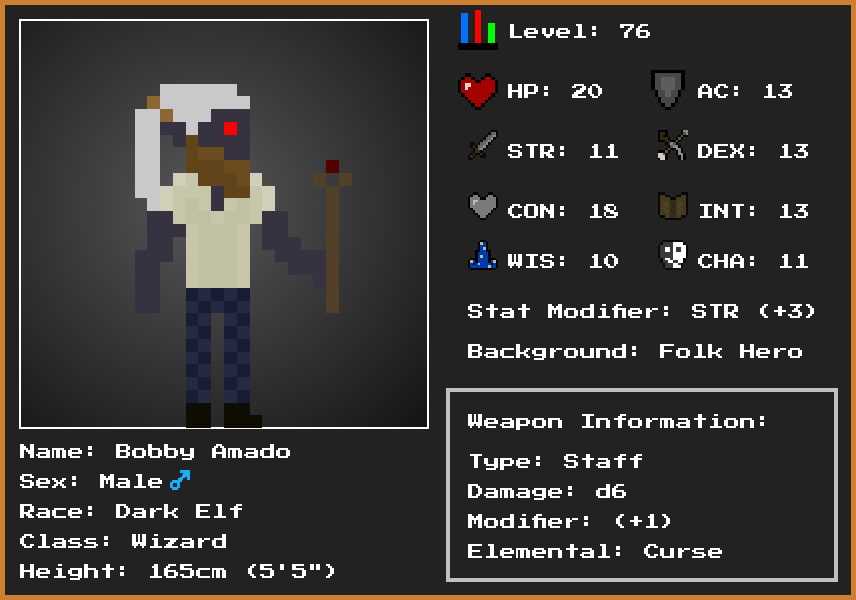 Level: 76
HP: 20 AC: 13
STR: 11 DEX: 13
CON: 18 INT: 13
WIS: 10 CHA: 11
Stat Modifier: STR (+3)
Background: Folk Hero
Weapon Information:
Type: Staff
Damage: d6
Modifier: (+1)
Elemental: Curse
Name: Bobby Amado
Sex: Male♂
Race: Dark Elf
Class: Wizard
Height: 165cm (5'5")